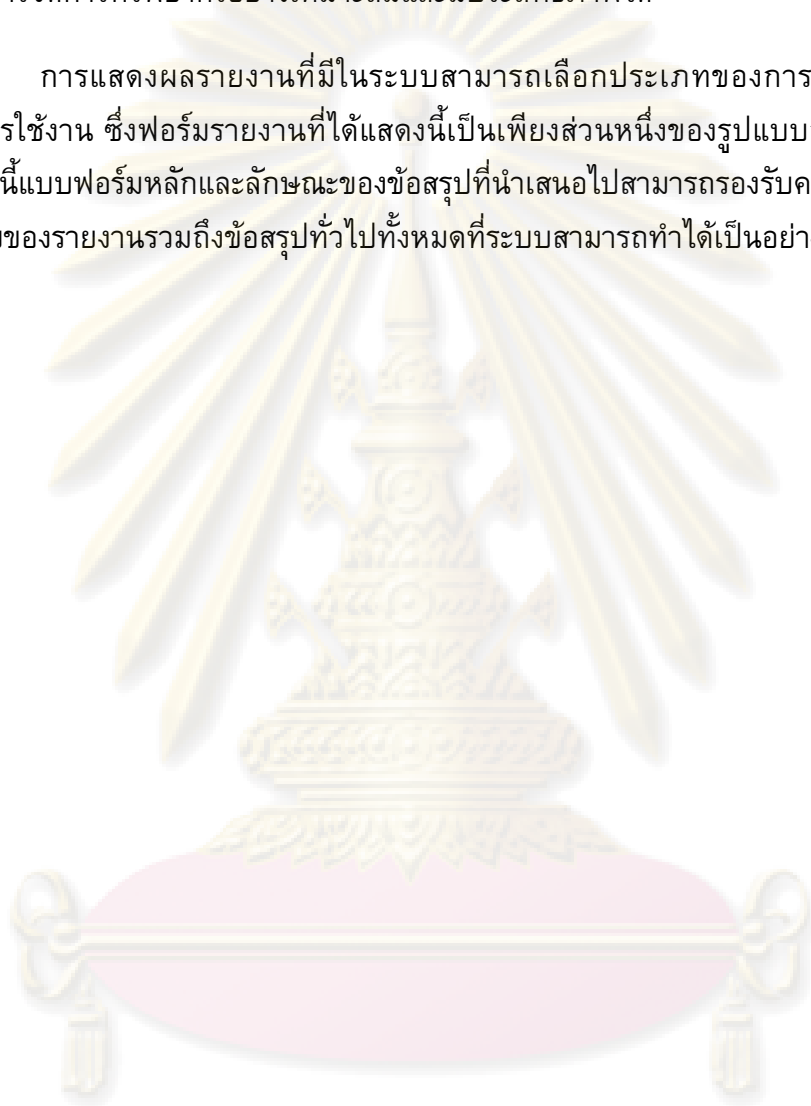 การแสดงผลรายงานที่มีในระบบสามารถเลือกประเภทของการ
รใช้งาน ซึ่งฟอร์มรายงานที่ได้แสดงนี้เป็นเพียงส่วนหนึ่งของรูปแบบ
นี้แบบฟอร์มหลักและลักษณะของข้อสรุปที่นำเสนอไปสามารถรองรับค
ของรายงานรวมถึงข้อสรุปทั่วไปทั้งหมดที่ระบบสามารถทำได้เป็นอย่า